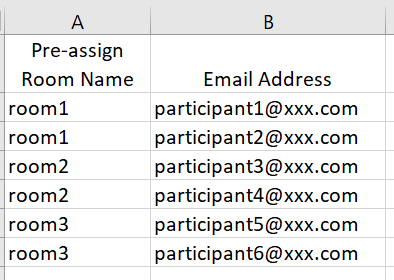 A B
Pre-assign
Room Name Email Address
room1 participant1@xxx.com
room1 participant2@xxx.com
room2 participant3@xxx.com
room2 participant4@xxx.com
room3 participant5@xxx.com
room3 participant6@xxx.com